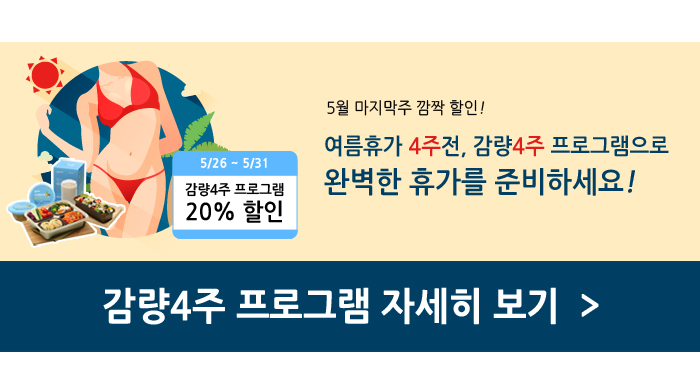 5월 마지막주 깜짝 할인!
여름휴가 4주전, 감량4주 프로그램으로
완벽한 휴가를 준비하세요!
5/26 ~ 5/31
감량4주 프로그램
20% 할인
감량4주 프로그램 자세히 보기 >